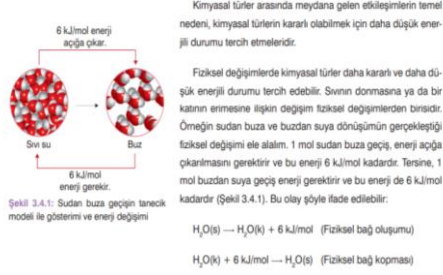 6 kJ/mol enerji
açığa çıkar.
Sıvı su
Buz
6 kJ/mol
enerji gerekir.
Şekil 3.4.1: Sudan buza geçişin tanecik
modeli ile gösterimi ve enerji değişimi
Kimyasal türler arasında meydana gelen etkileşimlerin temel
nedeni, kimyasal türlerin kararlı olabilmek için daha düşük ener-
jili durumu tercih etmeleridir.
Fiziksel değişimlerde kimyasal türler daha kararlı ve daha dü-
şük enerjili durumu tercih edebilir. Sıvının donmasına ya da bir
katının erimesine ilişkin değişim fiziksel değişimlerden birisidir.
Örneğin sudan buza ve buzdan suya dönüşümün gerçekleştiği
fiziksel değişimi ele alalım. 1 mol sudan buza geçiş, enerji açığa
çıkarılmasını gerektirir ve bu enerji 6 kJ/mol kadardır. Tersine, 1
mol buzdan suya geçiş enerji gerektirir ve bu enerji de 6 kJ/mol
kadardır (Şekil 3.4.1). Bu olay şöyle ifade edilebilir:
H₂O(s) → H₂O(k) + 6 kJ/mol (Fiziksel bağ oluşumu)
H₂O(k) + 6 kJ/mol → H₂O(s) (Fiziksel bağ kopması)